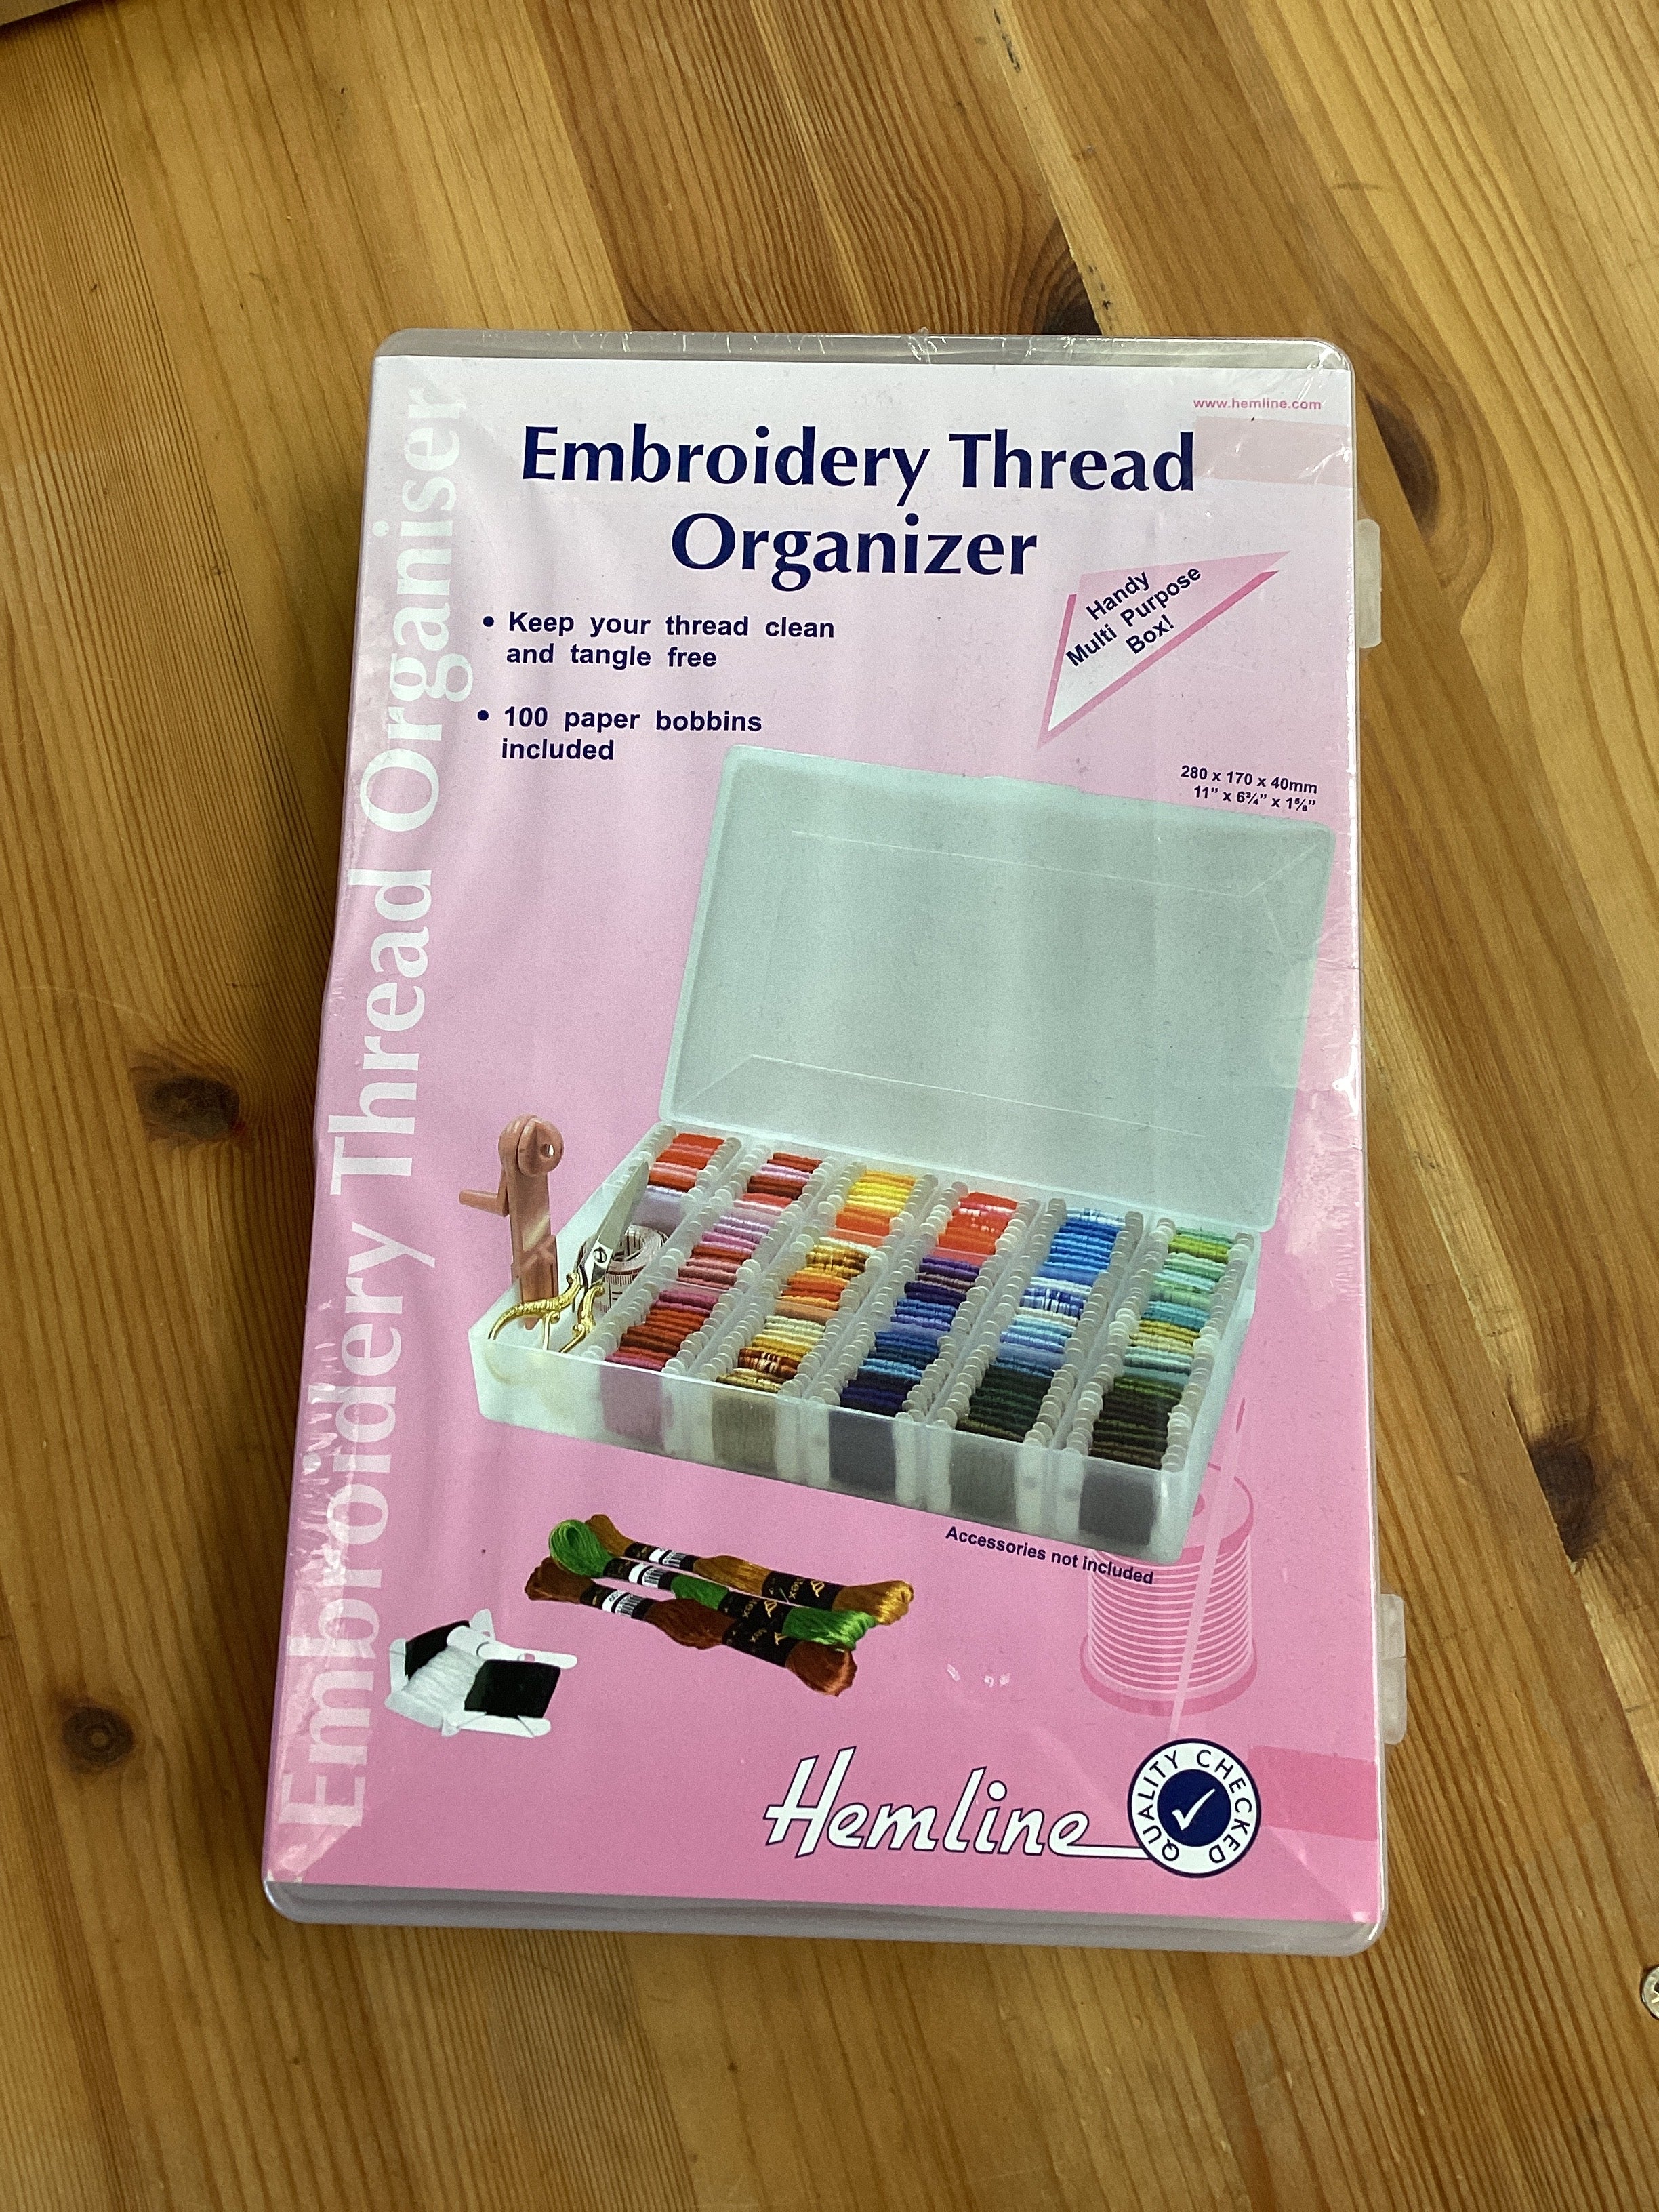 www.hemline.com
Embroidery Thread
Organizer
Embroidery Thread Organiser
Handy
Multi Purpose
Box!
• Keep your thread clean
and tangle free
• 100 paper bobbins
included
280 x 170 x 40mm
11” x 6¾” x 1⅝”
Accessories not included
Hemline
QUALITY CHECKED